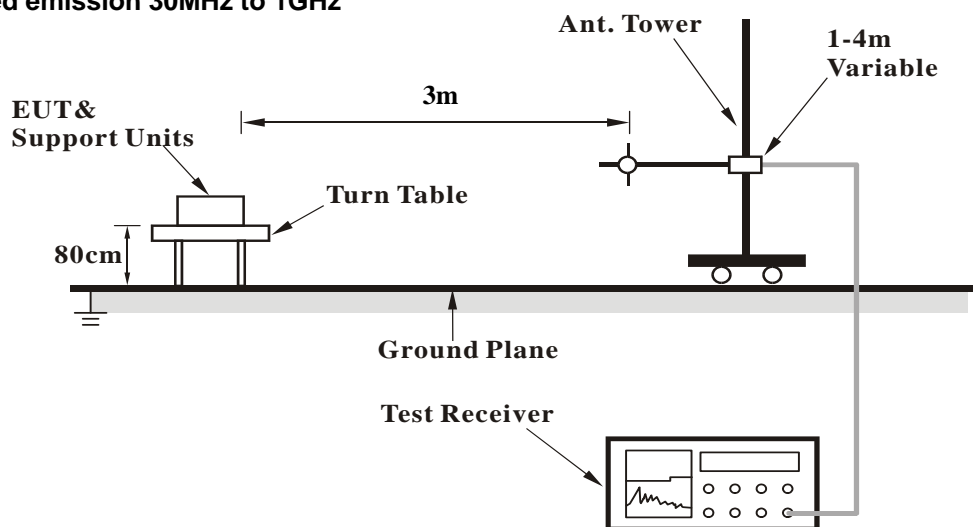 emission 30MHz to 1GHz
Ant. Tower
1-4m
Variable
3m
EUT&
Support Units
Turn Table
80cm
Ground Plane
Test Receiver